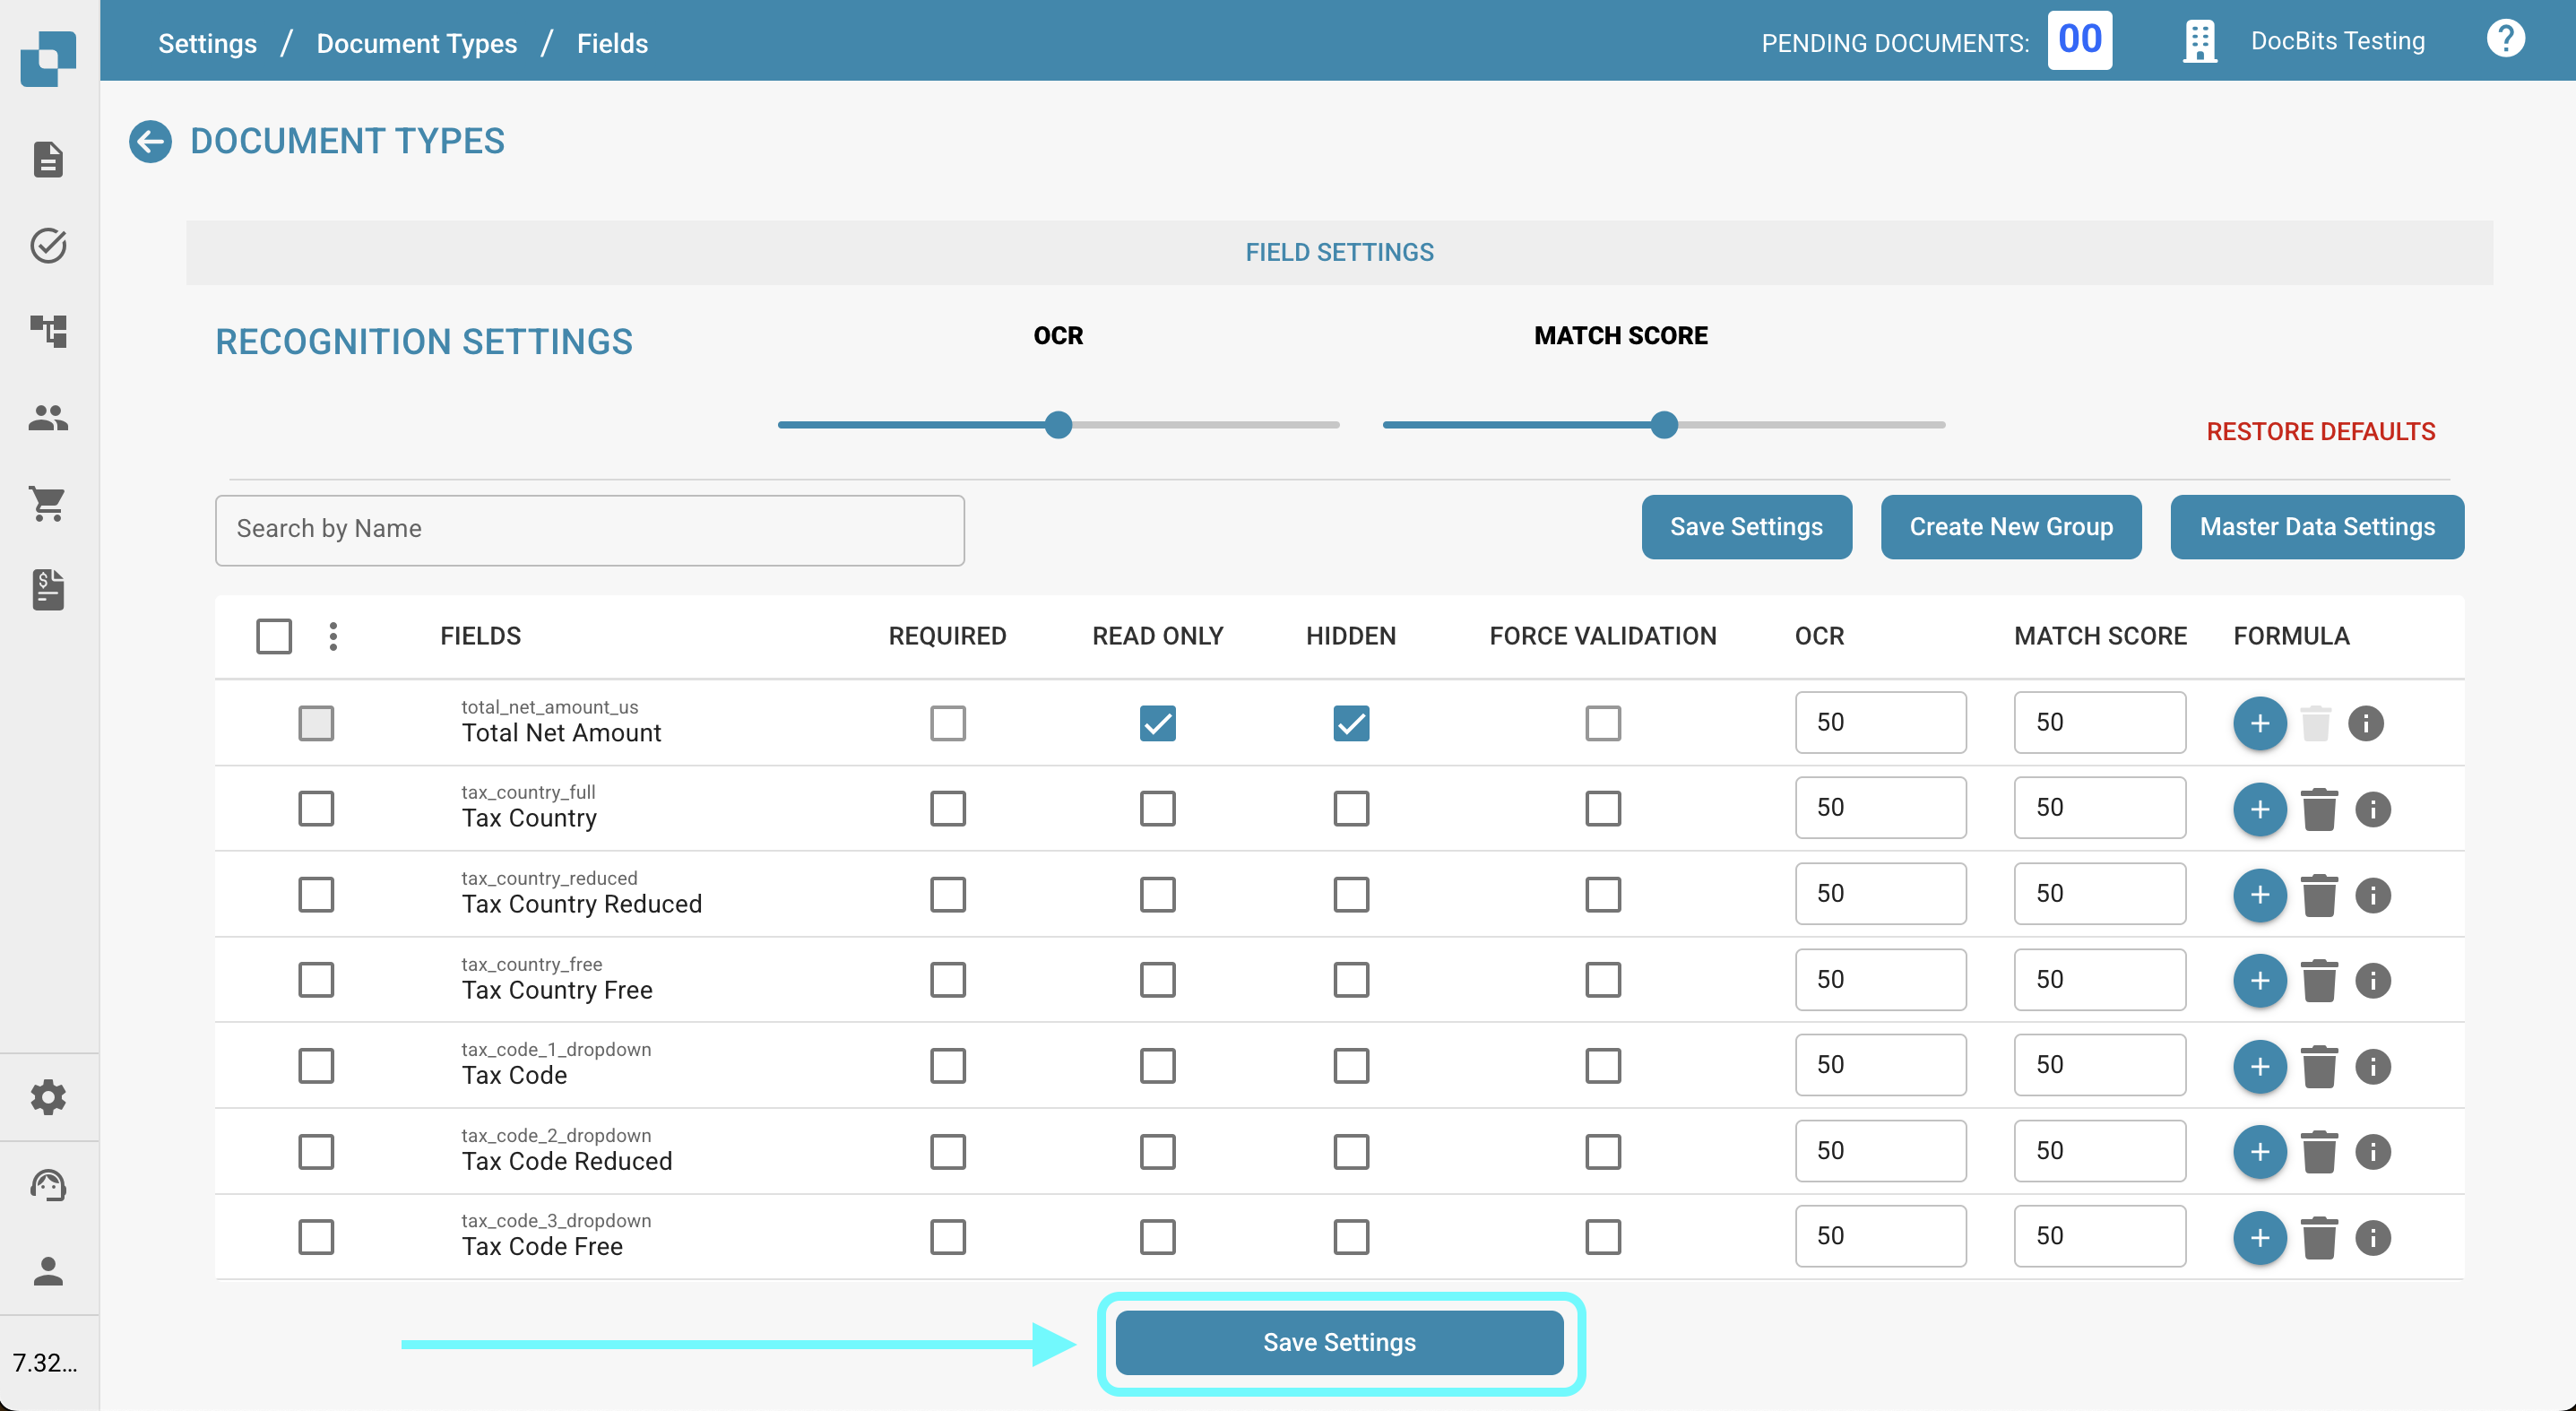 Settings / Document Types / Fields
PENDING DOCUMENTS: 00
DocBits Testing
?
DOCUMENT TYPES
FIELD SETTINGS
RECOGNITION SETTINGS
OCR
MATCH SCORE
RESTORE DEFAULTS
Search by Name
Save Settings
Create New Group
Master Data Settings
FIELDS REQUIRED READ ONLY HIDDEN FORCE VALIDATION OCR MATCH SCORE FORMULA
total_net_amount_us
Total Net Amount 50 50
tax_country_full
Tax Country 50 50
tax_country_reduced
Tax Country Reduced 50 50
tax_country_free
Tax Country Free 50 50
tax_code_1_dropdown
Tax Code 50 50
tax_code_2_dropdown
Tax Code Reduced 50 50
tax_code_3_dropdown
Tax Code Free 50 50
Save Settings
7.32...